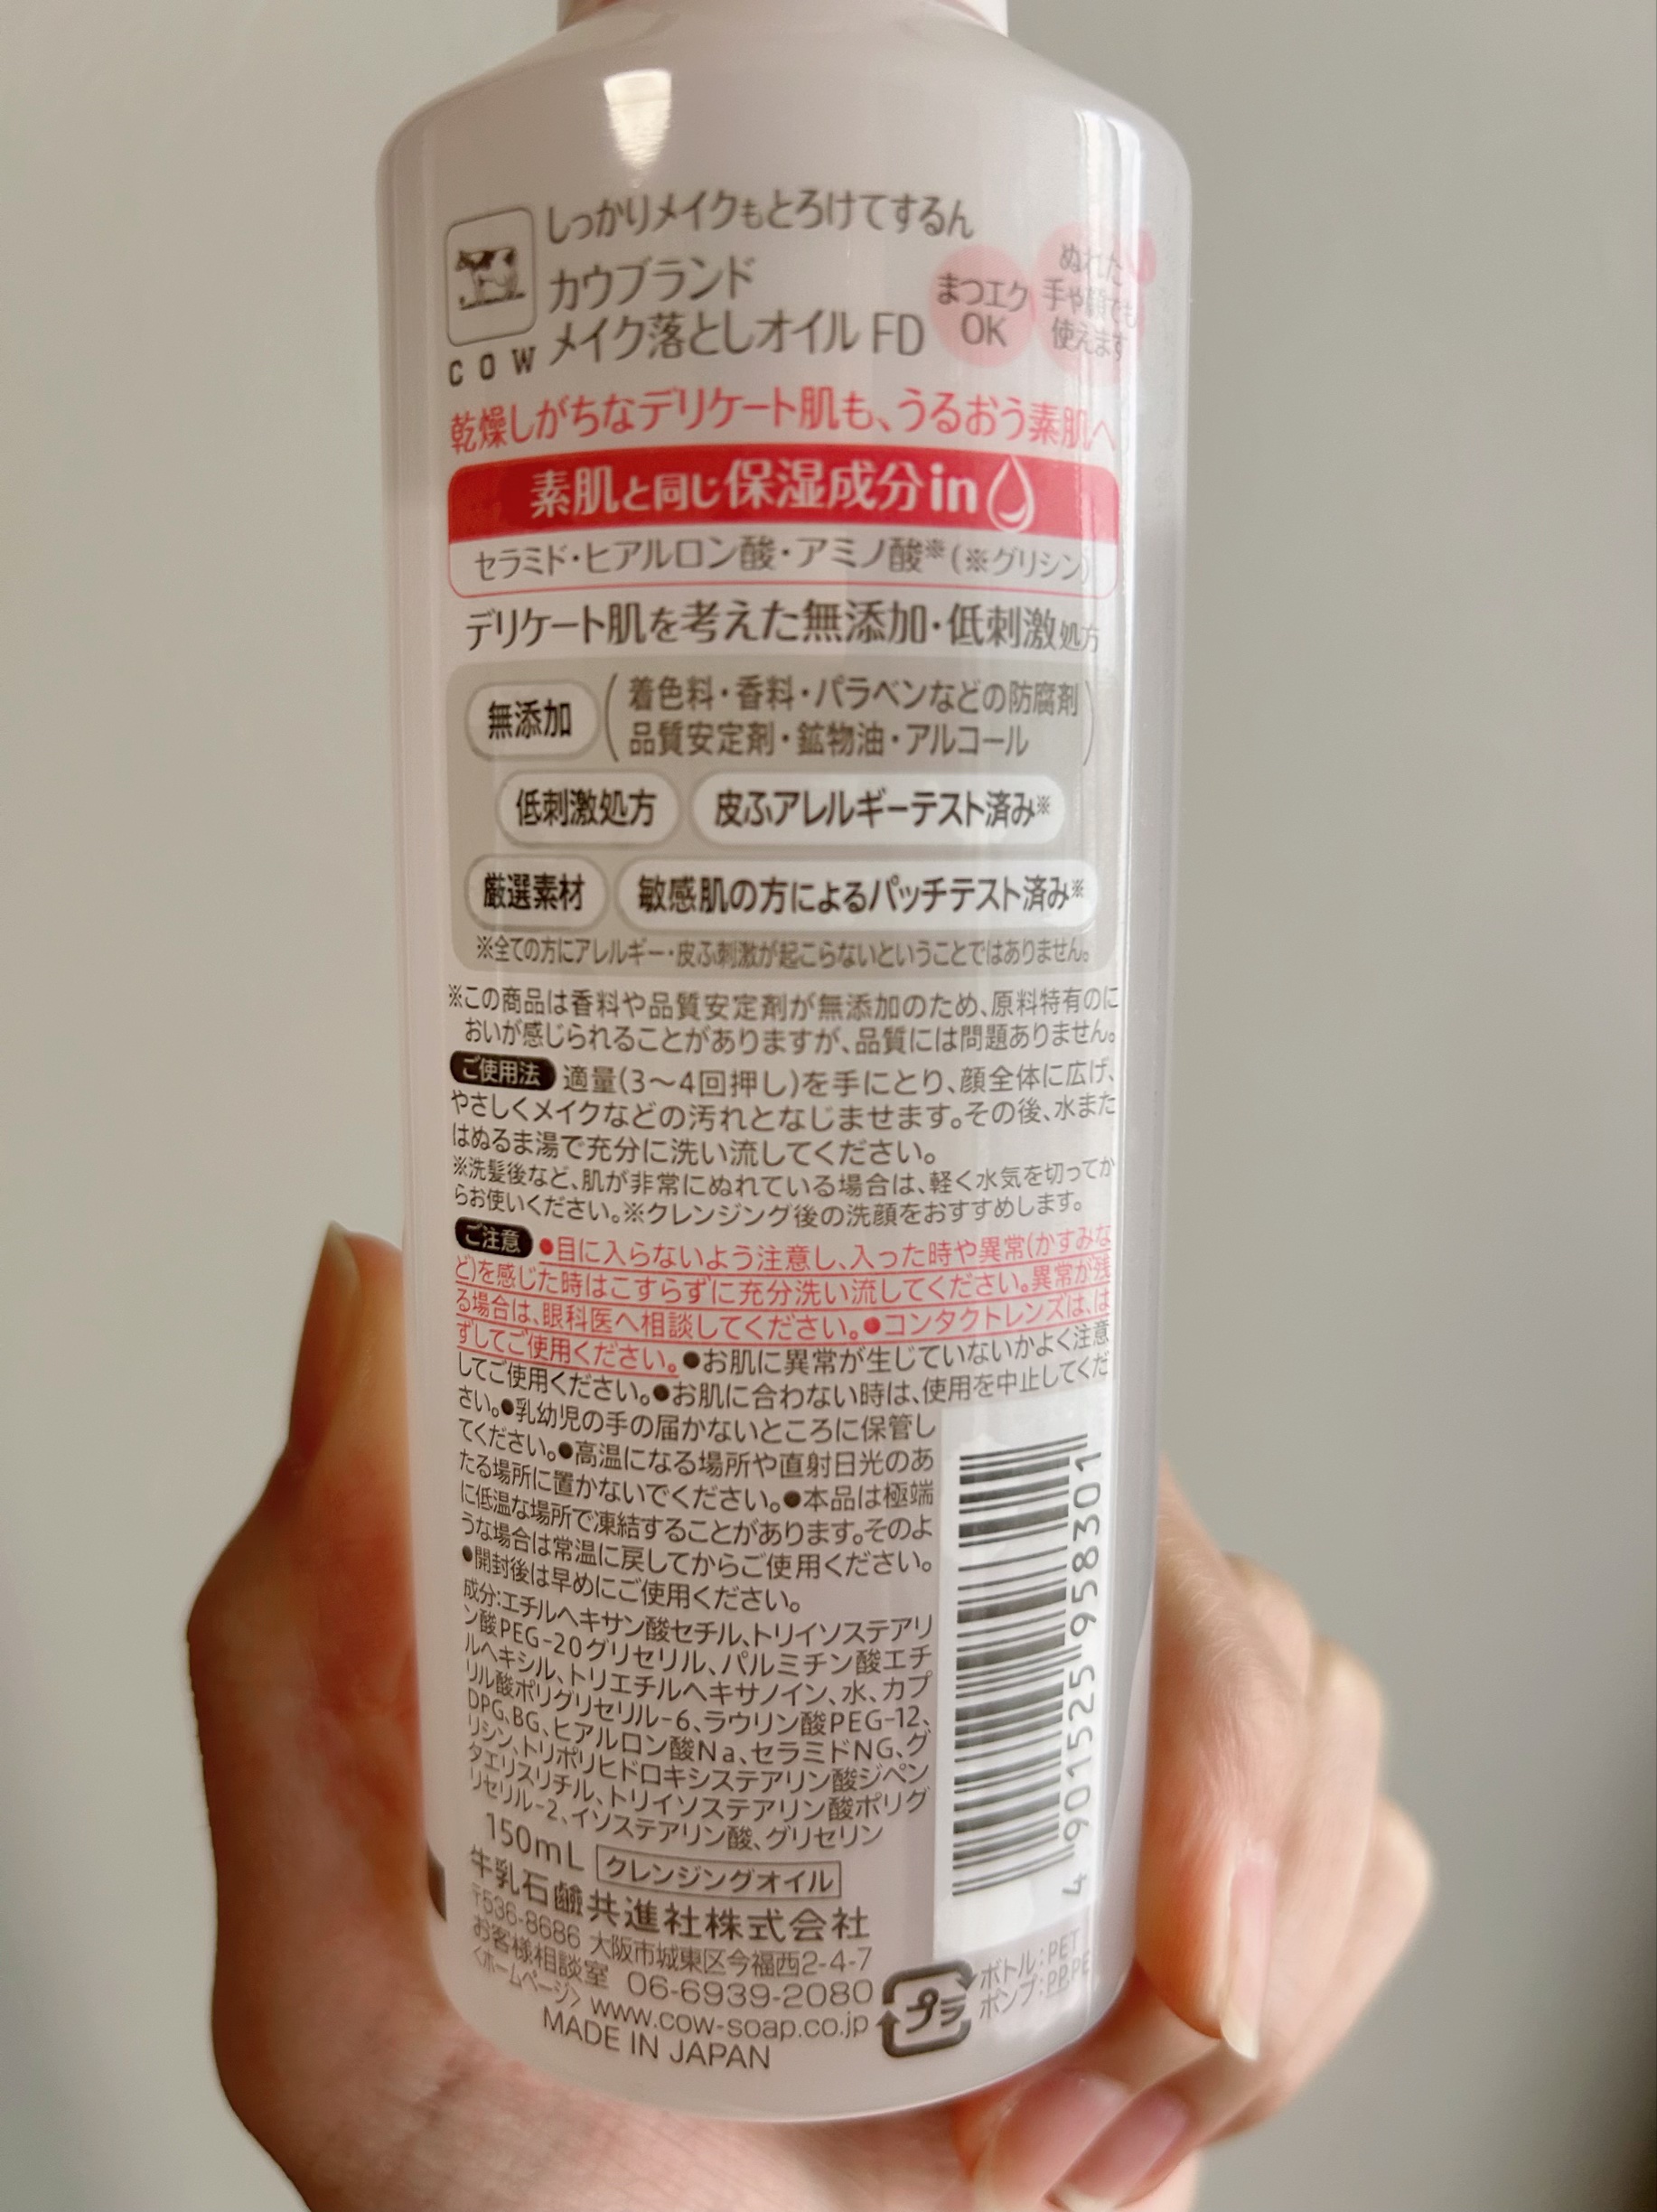 しっかりメイクもとろけてするん
COW
カウブランド
メイク落としオイルFD
まつエク
OK
ぬれた
手や顔でも
使えます
乾燥しがちなデリケート肌も、うるおう素肌へ
素肌と同じ保湿成分in
セラミド・ヒアルロン酸・アミノ酸※(※グリシン)
デリケート肌を考えた無添加・低刺激処方
無添加
着色料・香料・パラベンなどの防腐剤
品質安定剤・鉱物油・アルコール
低刺激処方 皮ふアレルギーテスト済み※
厳選素材 敏感肌の方によるパッチテスト済み※
※全ての方にアレルギー・皮ふ刺激が起こらないということではありません。
※この商品は香料や品質安定剤が無添加のため、原料特有のに
おいが感じられることがありますが、品質には問題ありません。
ご使用法 適量(3～4回押し)を手にとり、顔全体に広げ、
やさしくメイクなどの汚れとなじませます。その後、水また
はぬるま湯で充分に洗い流してください。
※洗髪後など、肌が非常にぬれている場合は、軽く水気を切ってか
らお使いください。※クレンジング後の洗顔をおすすめします。
ご注意 ●目に入らないよう注意し、入った時や異常(かすみな
ど)を感じた時はこすらずに充分洗い流してください。異常が残
る場合は、眼科医へ相談してください。●コンタクトレンズは、は
ずしてご使用ください。●お肌に異常が生じていないかよく注意
してご使用ください。●お肌に合わない時は、使用を中止してくだ
さい。●乳幼児の手の届かないところに保管し
てください。●高温になる場所や直射日光のあ
たる場所に置かないでください。●本品は極端
に低温な場所で凍結することがあります。そのよ
うな場合は常温に戻してからご使用ください。
●開封後は早めにご使用ください。
成分:エチルヘキサン酸セチル、トリイソステアリ
ン酸PEG-20グリセリル、パルミチン酸エチ
ルヘキシル、トリエチルヘキサノイン、水、カプ
リル酸ポリグリセリル-6、ラウリン酸PEG-12、
DPG、BG、ヒアルロン酸Na、セラミドNG、グ
リシン、トリポリヒドロキシステアリン酸ジペン
タエリスリチル、トリイソステアリン酸ポリグ
リセリル-2、イソステアリン酸、グリセリン
150mL クレンジングオイル
牛乳石鹼共進社株式会社
〒536-8686 大阪市城東区今福西2-4-7
お客様相談室 06-6939-2080
〈ホームページ〉www.cow-soap.co.jp
MADE IN JAPAN
プラ
ボトル:PET
ポンプ:PP,PE
4 901525 958301